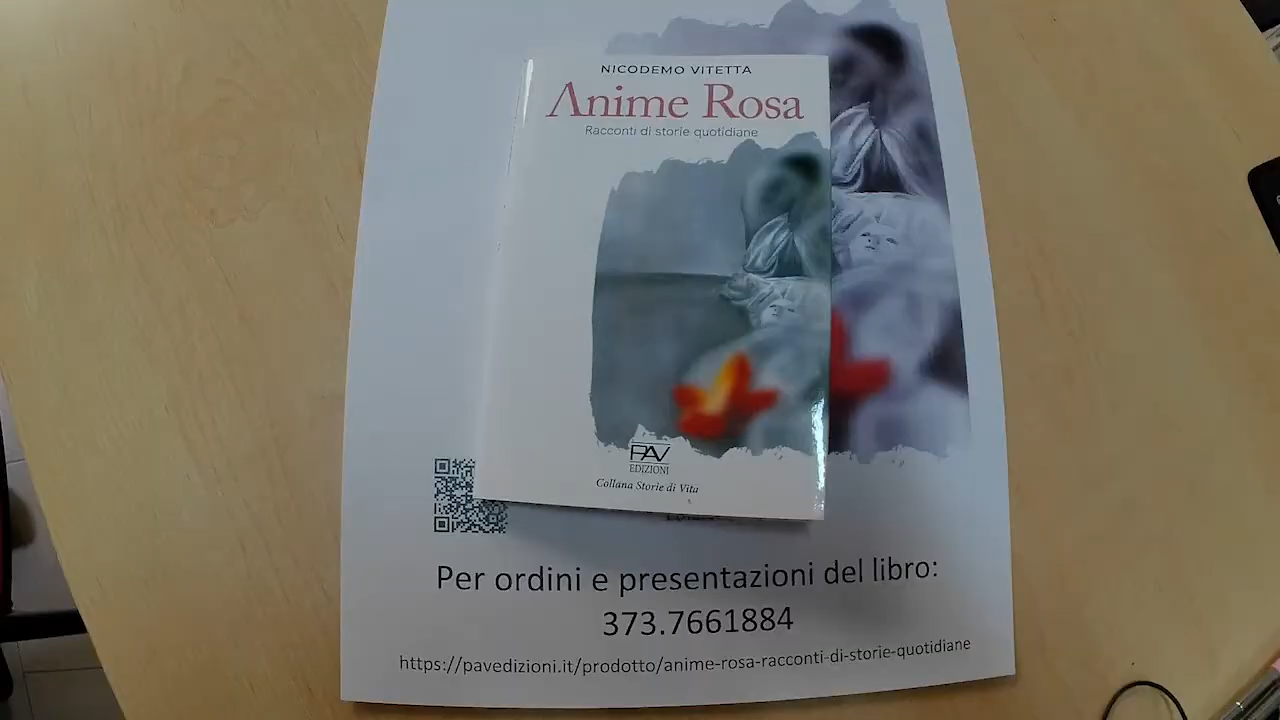 NICODEMO VITETTA
Anime Rosa
Racconti di storie quotidiane
PAV
EDIZIONI
Collana Storie di Vita
Per ordini e presentazioni del libro:
373.7661884
https://pavedizioni.it/prodotto/anime-rosa-racconti-di-storie-quotidiane